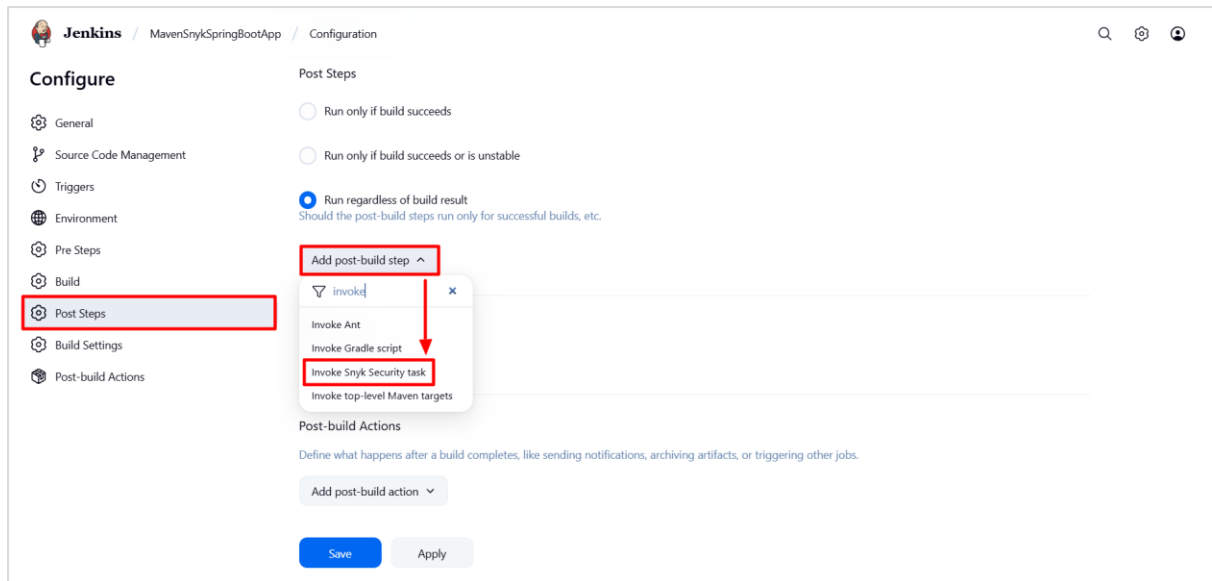 Jenkins / MavenSnykSpringBootApp / Configuration
Configure
General
Source Code Management
Triggers
Environment
Pre Steps
Build
Post Steps
Build Settings
Post-build Actions
Post Steps
Run only if build succeeds
Run only if build succeeds or is unstable
Run regardless of build result
Should the post-build steps run only for successful builds, etc.
Add post-build step
invoke
Invoke Ant
Invoke Gradle script
Invoke Snyk Security task
Invoke top-level Maven targets
Post-build Actions
Define what happens after a build completes, like sending notifications, archiving artifacts, or triggering other jobs.
Add post-build action
Save Apply